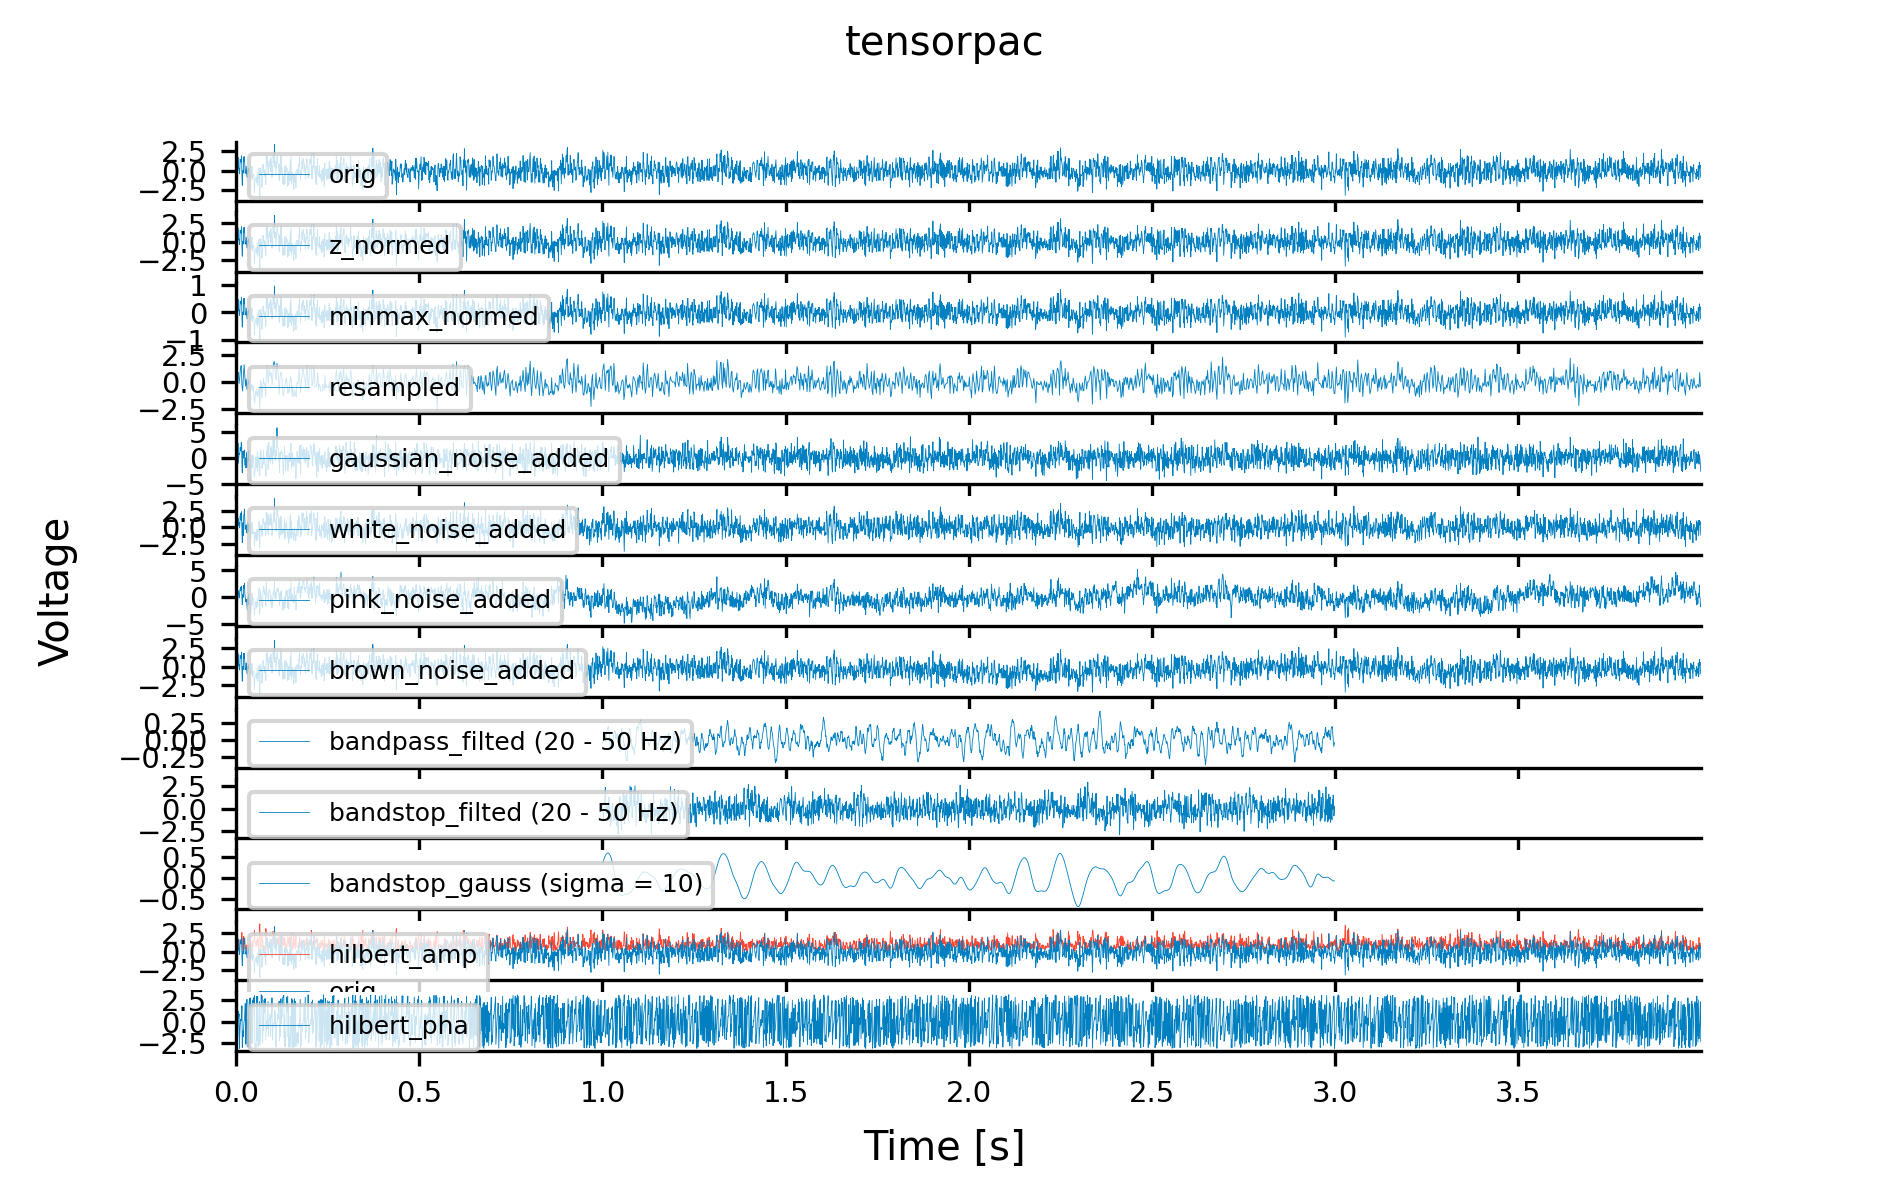 tensorpac
Voltage
2.5
0.0
−2.5
orig
2.5
0.0
−2.5
z_normed
1
0
−1
minmax_normed
2.5
0.0
−2.5
resampled
5
0
−5
gaussian_noise_added
2.5
0.0
−2.5
white_noise_added
5
0
−5
pink_noise_added
2.5
0.0
−2.5
brown_noise_added
0.25
0.00
−0.25
bandpass_filted (20 - 50 Hz)
2.5
0.0
−2.5
bandstop_filted (20 - 50 Hz)
0.5
0.0
−0.5
bandstop_gauss (sigma = 10)
2.5
0.0
−2.5
hilbert_amp
orig
2.5
0.0
−2.5
hilbert_pha
0.0 0.5 1.0 1.5 2.0 2.5 3.0 3.5
Time [s]